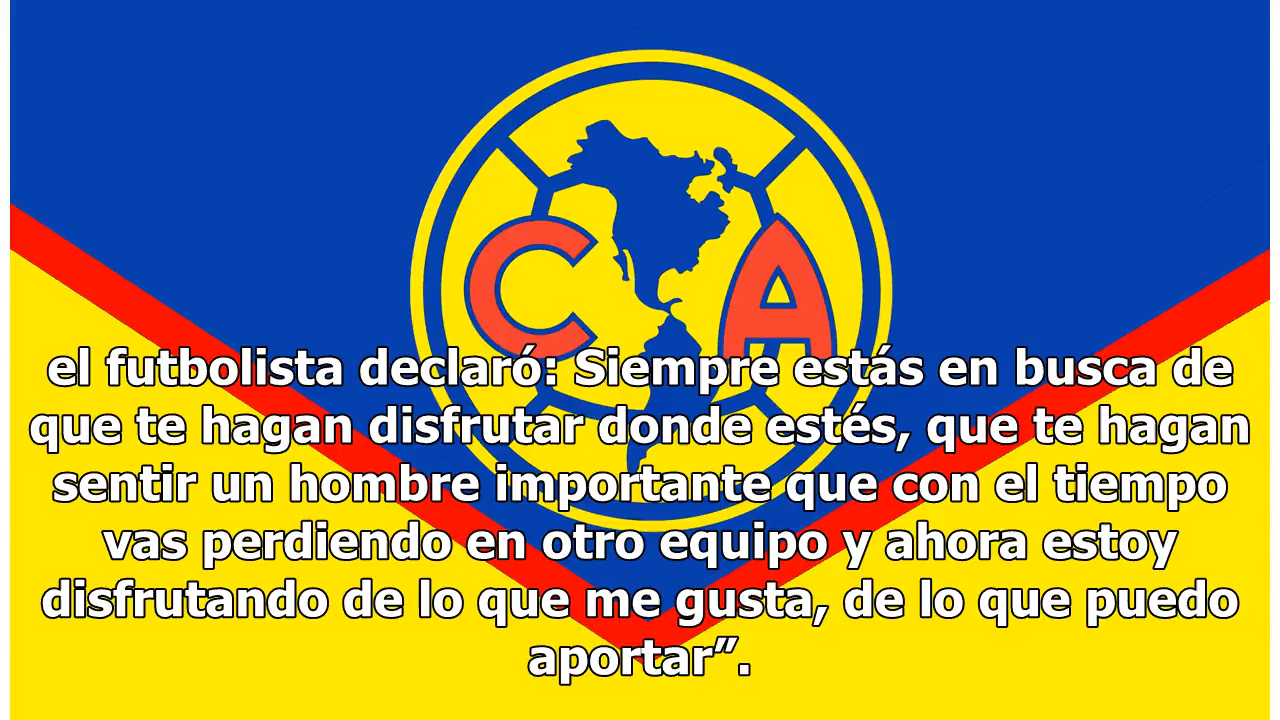 C A
el futbolista declaró: Siempre estás en busca de
que te hagan disfrutar donde estés, que te hagan
sentir un hombre importante que con el tiempo
vas perdiendo en otro equipo y ahora estoy
disfrutando de lo que me gusta, de lo que puedo
aportar”.